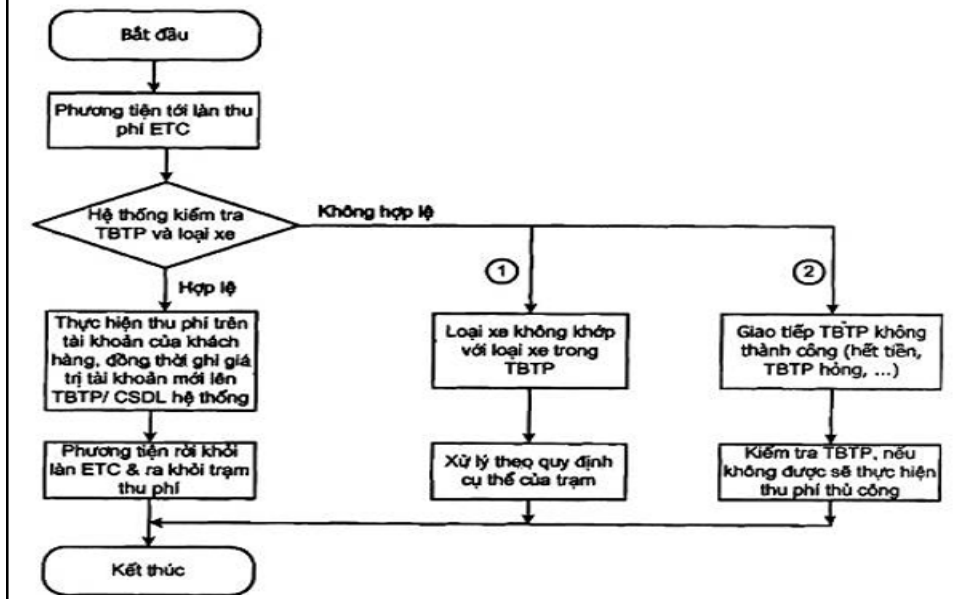 Bắt đầu
Phương tiện tới làn thu
phí ETC
Hệ thống kiểm tra
TBTP và loại xe
Không hợp lệ
Hợp lệ
1
2
Thực hiện thu phí trên
tài khoản của khách
hàng, đồng thời ghi giá
trị tài khoản mới lên
TBTP/ CSDL hệ thống
Loại xe không khớp
với loại xe trong
TBTP
Giao tiếp TBTP không
thành công (hết tiền,
TBTP hỏng, ...)
Phương tiện rời khỏi
làn ETC & ra khỏi trạm
thu phí
Xử lý theo quy định
cụ thể của trạm
Kiểm tra TBTP, nếu
không được sẽ thực hiện
thu phí thủ công
Kết thúc